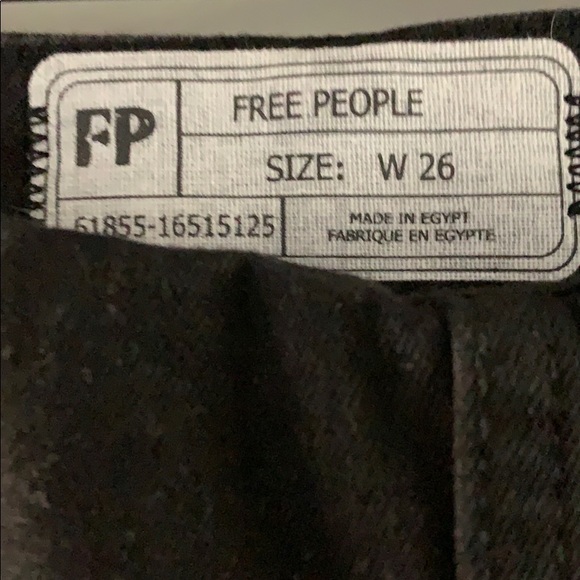 FP
FREE PEOPLE
SIZE: W 26
61855-16515125
MADE IN EGYPT
FABRIQUE EN EGYPTE